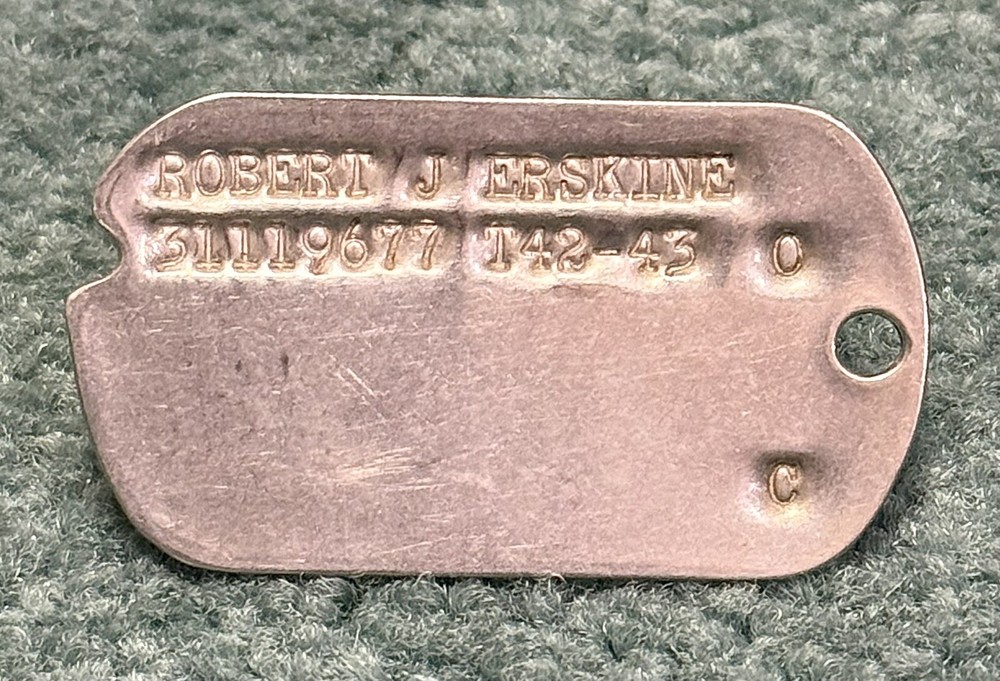 ROBERT J ERSKINE
31119677 T42-43 O
C